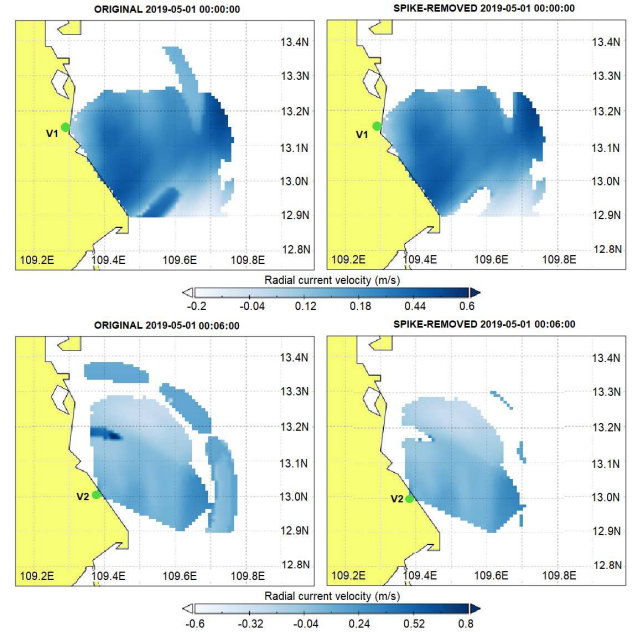 ORIGINAL 2019-05-01 00:00:00
SPIKE-REMOVED 2019-05-01 00:00:00
13.4N
13.3N
13.2N
13.1N
13.0N
12.9N
12.8N
V1
109.2E 109.4E 109.6E 109.8E
13.4N
13.3N
13.2N
13.1N
13.0N
12.9N
12.8N
V1
109.2E 109.4E 109.6E 109.8E
Radial current velocity (m/s)
-0.2 -0.04 0.12 0.18 0.44 0.6
ORIGINAL 2019-05-01 00:06:00
SPIKE-REMOVED 2019-05-01 00:06:00
13.4N
13.3N
13.2N
13.1N
13.0N
12.9N
12.8N
V2
109.2E 109.4E 109.6E 109.8E
13.4N
13.3N
13.2N
13.1N
13.0N
12.9N
12.8N
V2
109.2E 109.4E 109.6E 109.8E
Radial current velocity (m/s)
-0.6 -0.32 -0.04 0.24 0.52 0.8